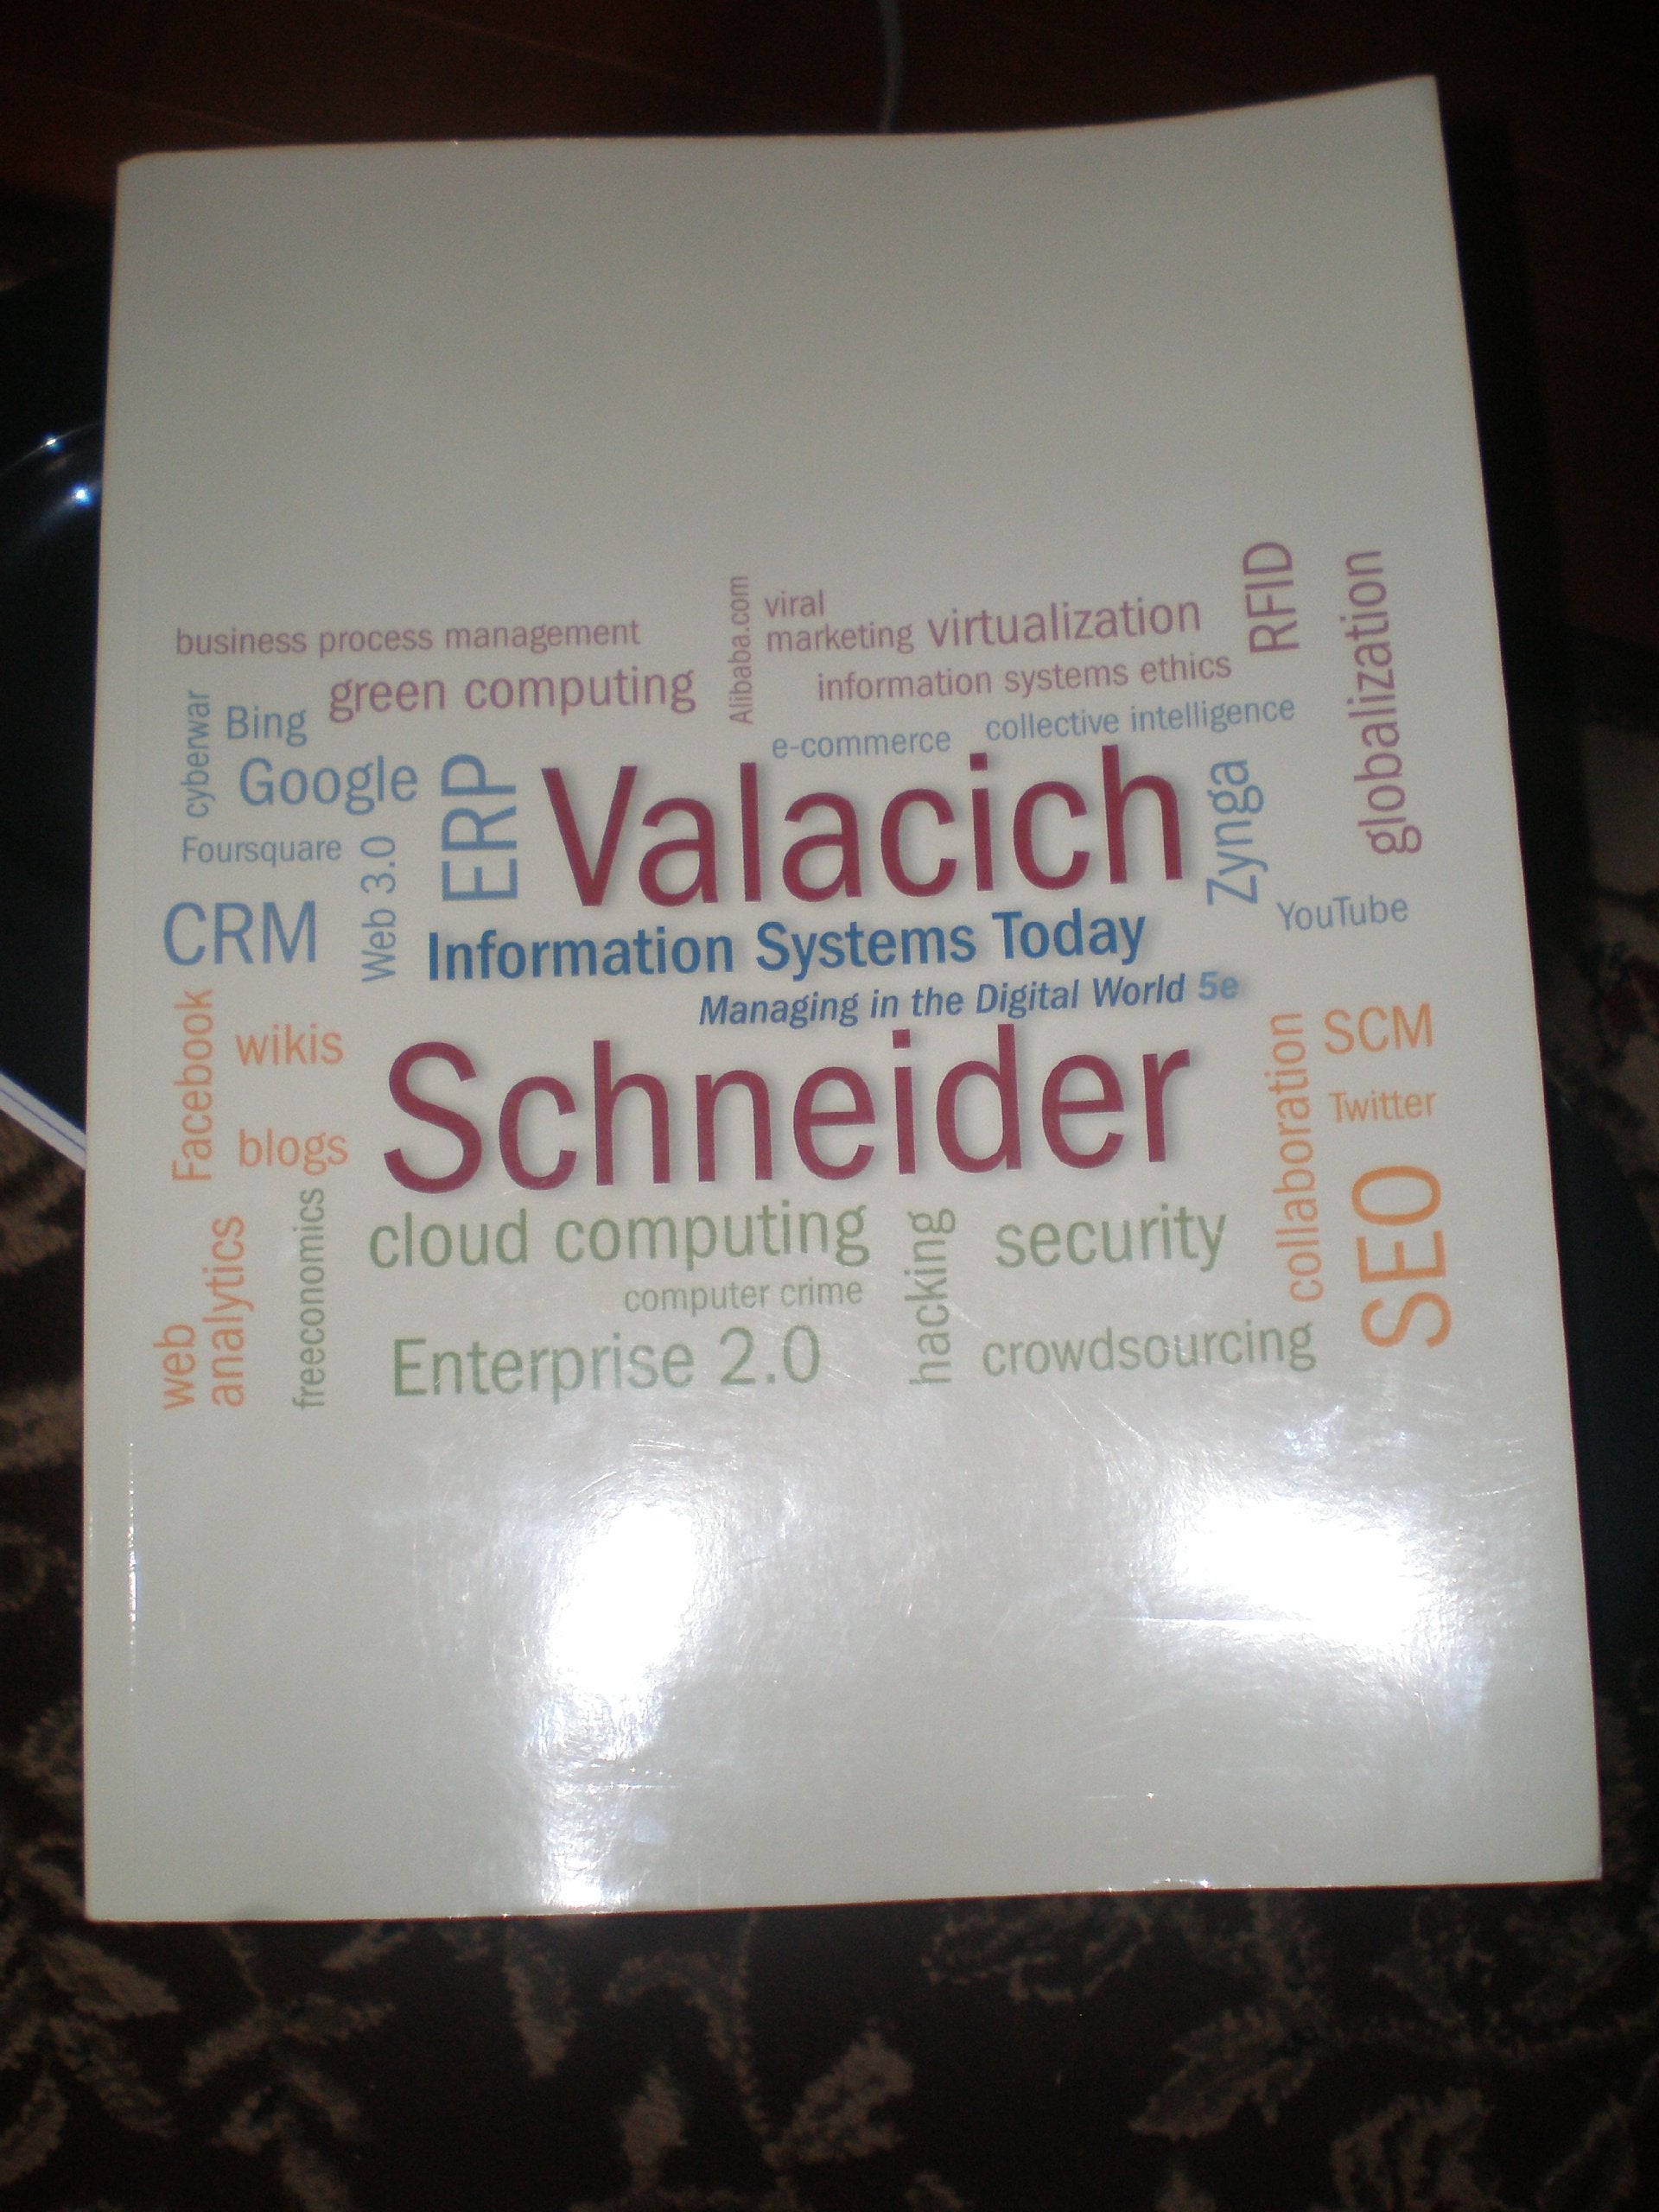 business process management
Alibaba.com
viral
marketing
virtualization
RFID
globalization
green computing
information systems ethics
cyberwar
Bing
e-commerce
collective intelligence
Google
ERP
Valacich
Zynga
Foursquare
Web 3.0
CRM
YouTube
Information Systems Today
Managing in the Digital World 5e
Facebook
wikis
Schneider
collaboration
SCM
Twitter
blogs
SEO
web
analytics
freeconomics
cloud computing
hacking
security
computer crime
Enterprise 2.0
crowdsourcing